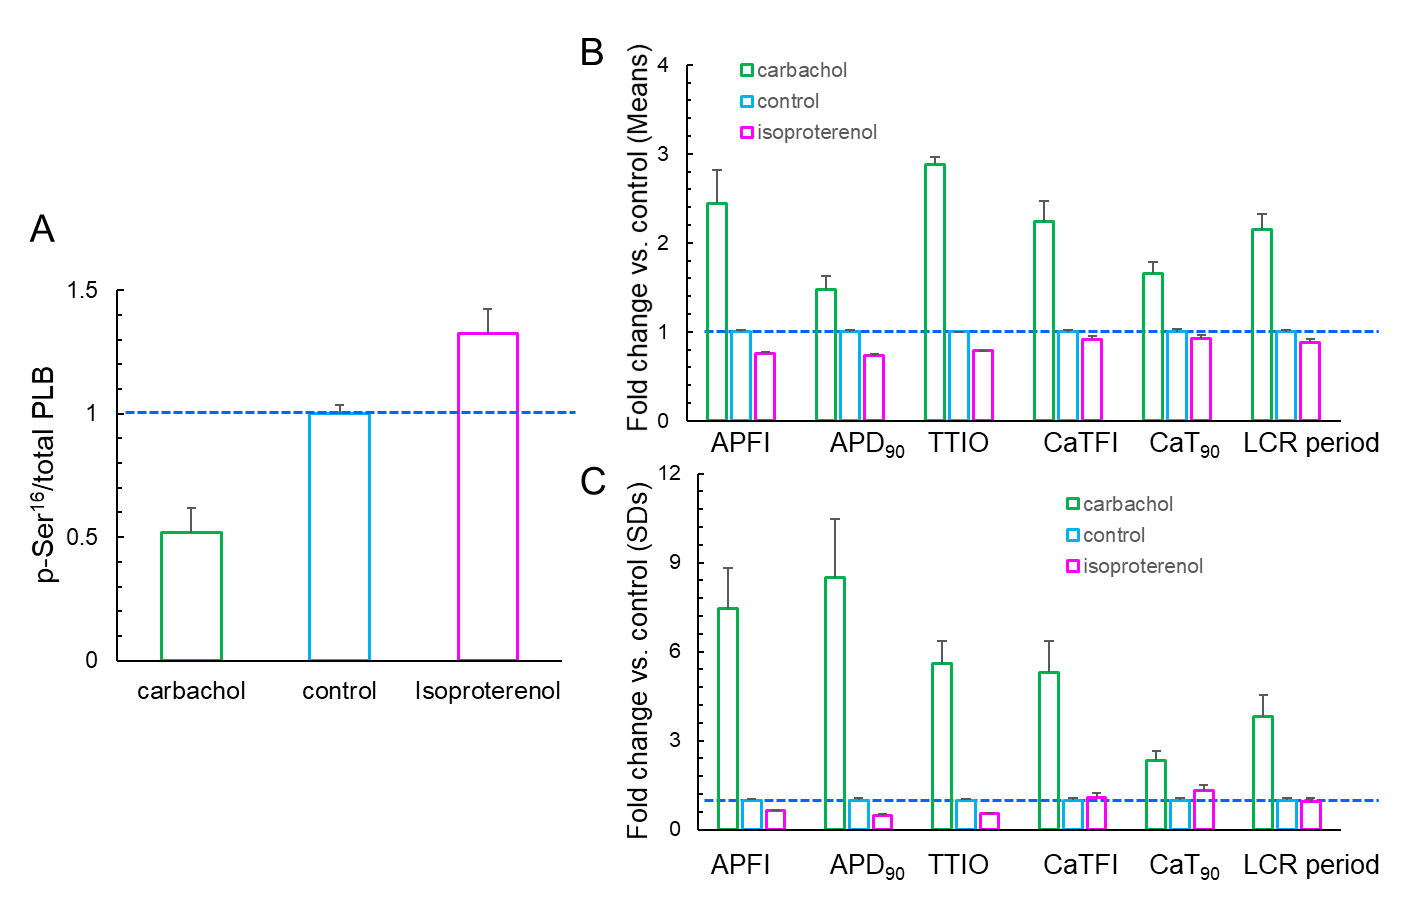 A
p-Ser16/total PLB
1.5
1
0.5
0
carbachol control Isoproterenol
B
Fold change vs. control (Means)
4
3
2
1
0
carbachol
control
isoproterenol
APFI APD90 TTIO CaTFI CaT90 LCR period
C
Fold change vs. control (SDs)
12
9
6
3
0
carbachol
control
isoproterenol
APFI APD90 TTIO CaTFI CaT90 LCR period